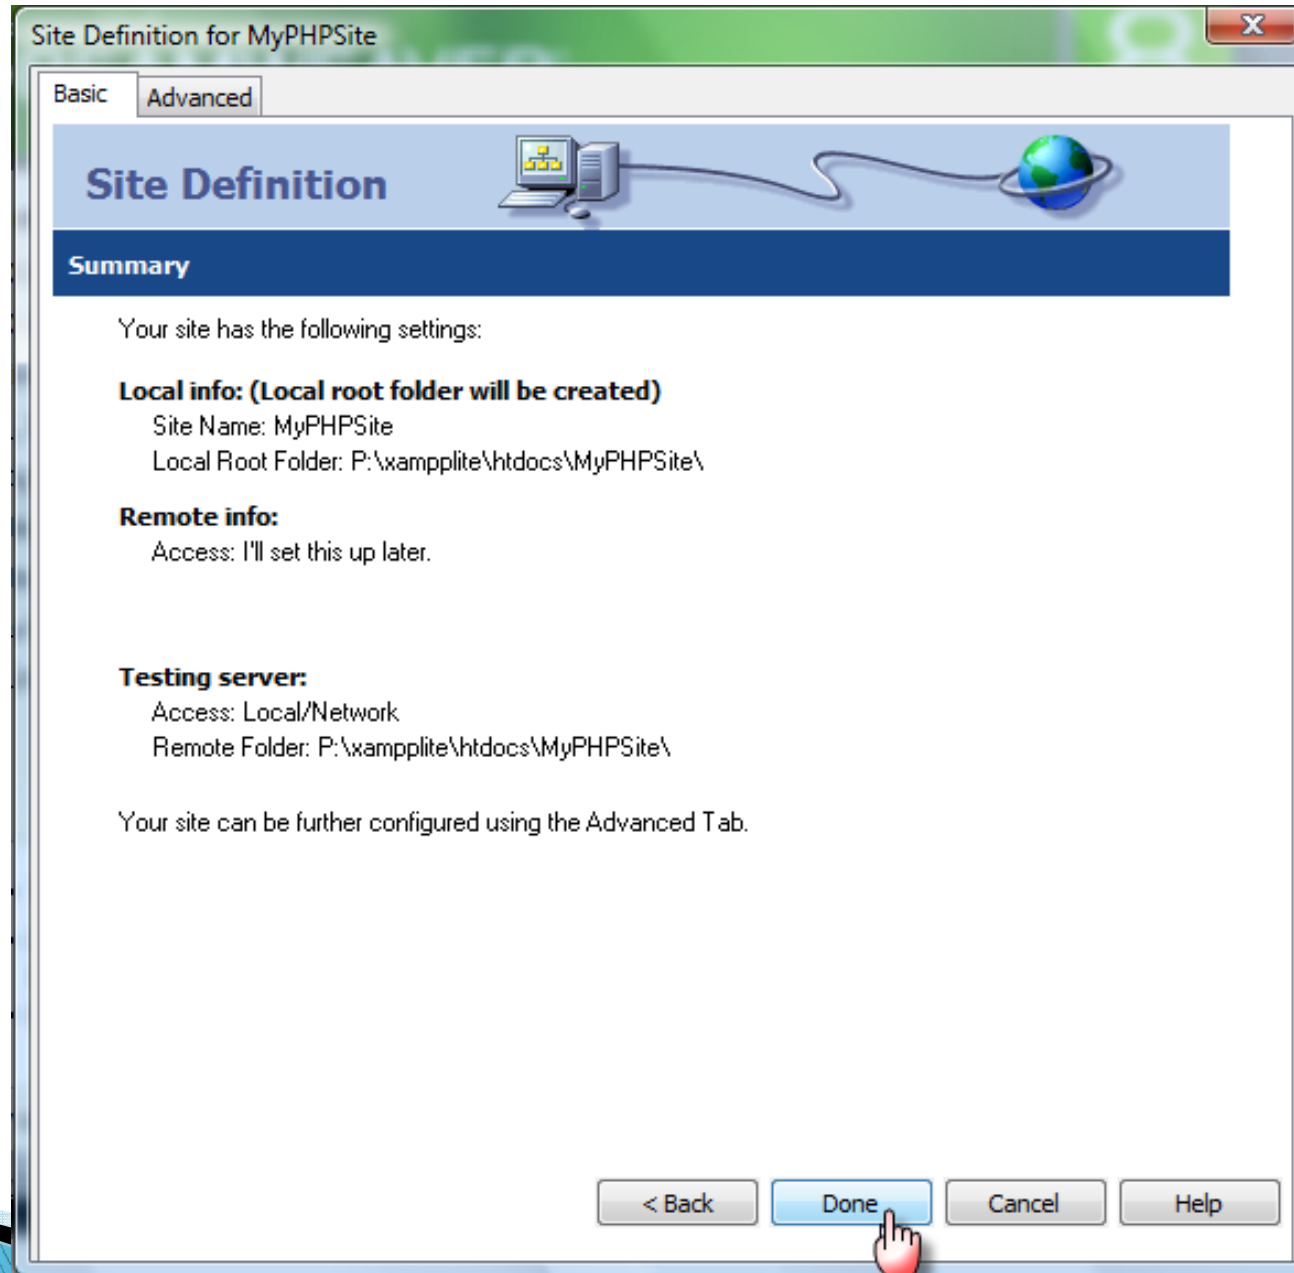 Site Definition for MyPHPSite
Basic
Advanced
Site Definition
Summary
Your site has the following settings:
Local info: (Local root folder will be created)
Site Name: MyPHPSite
Local Root Folder: P:\xampplite\htdocs\MyPHPSite\
Remote info:
Access: I'll set this up later.
Testing server:
Access: Local/Network
Remote Folder: P:\xampplite\htdocs\MyPHPSite\
Your site can be further configured using the Advanced Tab.
< Back
Done
Cancel
Help